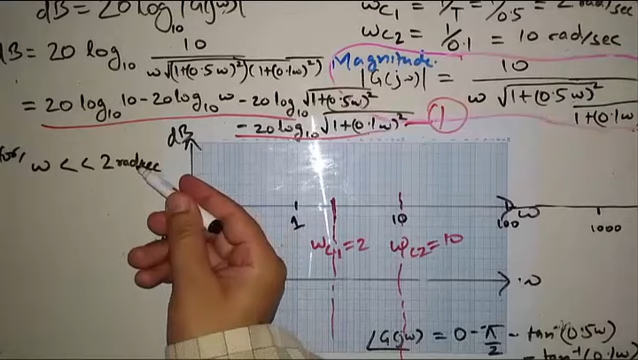 dB = 20 log |G(jω)|
ω_C1 = 1/T = 1/0.5 = 2 rad/sec
ω_C2 = 1/0.1 = 10 rad/sec
dB = 20 log₁₀ 10 / ω√(1+(0.5ω)²)(1+(0.1ω)²)
Magnitude.
|G(jω)| = 10 / ω√1+(0.5ω)² √1+(0.1ω)²
= 20 log₁₀ 10 - 20 log₁₀ ω - 20 log₁₀ √1+(0.5ω)²
- 20 log₁₀ √1+(0.1ω)² — 1
dB
for, ω << 2 rad/sec
1 10 100 ω 1000
ω_C1 = 2 ω_C2 = 10
ω
∠G(jω) = 0 - π/2 - tan⁻¹(0.5ω)
- tan⁻¹(0.1ω)